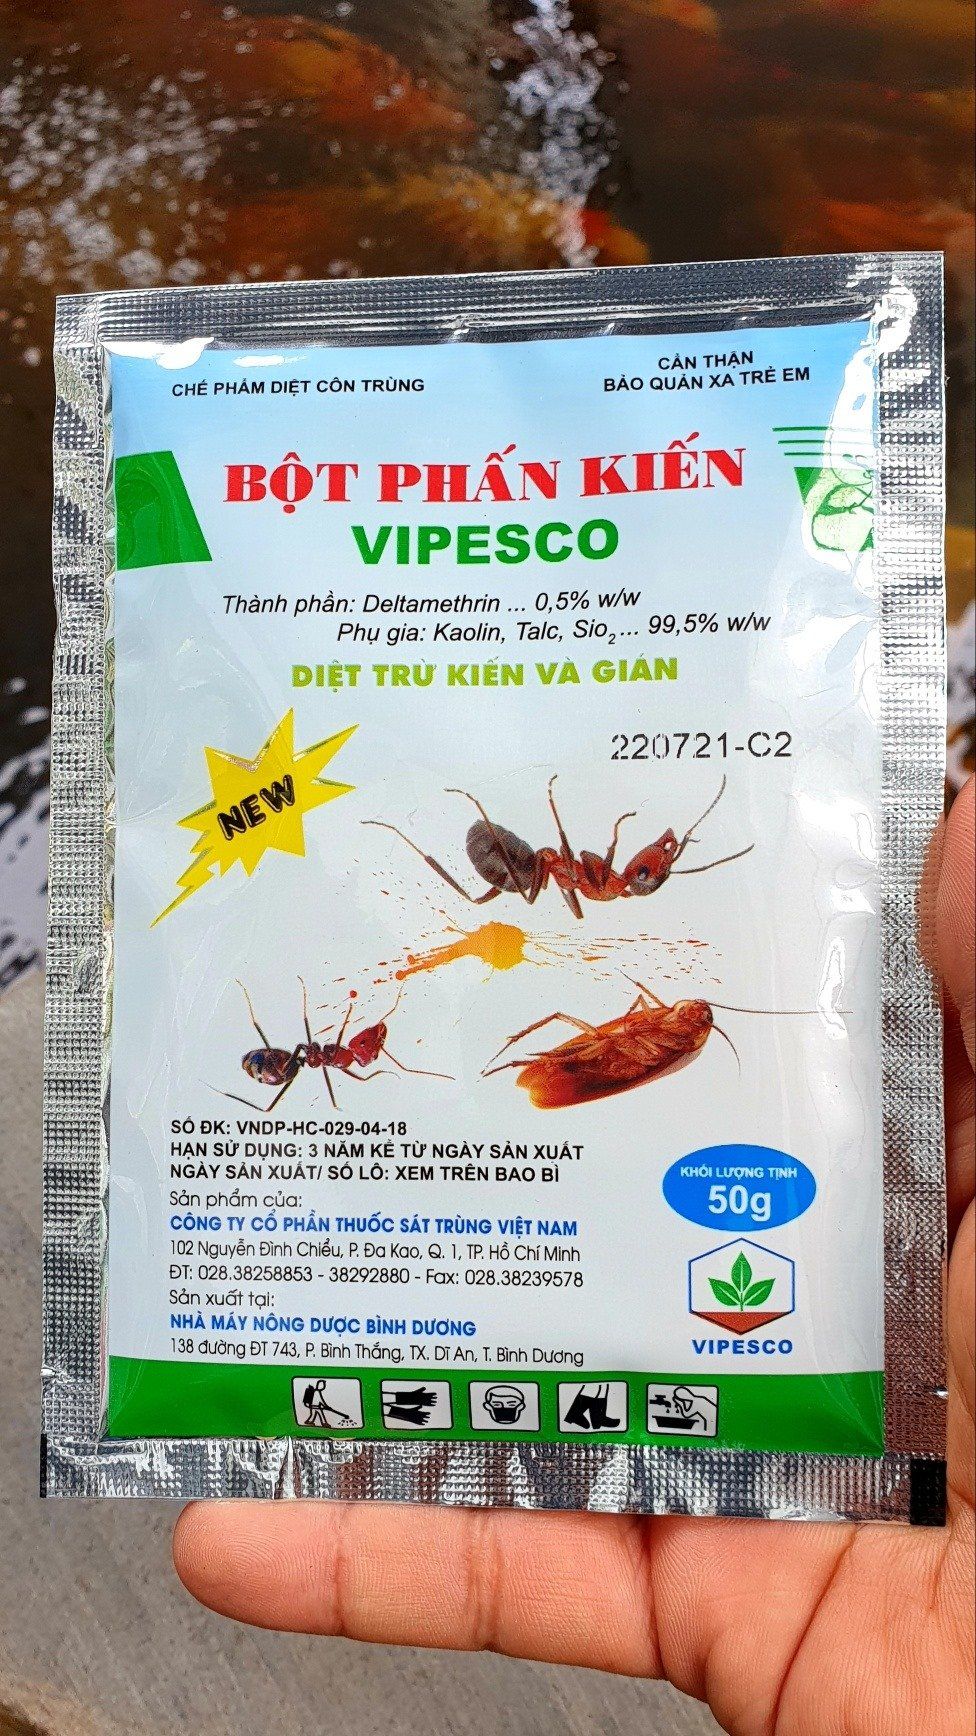 CHẾ PHẨM DIỆT CÔN TRÙNG
CẨN THẬN
BẢO QUẢN XA TRẺ EM
BỘT PHẤN KIẾN
VIPESCO
Thành phần: Deltamethrin ... 0,5% w/w
Phụ gia: Kaolin, Talc, Sio2... 99,5% w/w
DIỆT TRỪ KIẾN VÀ GIÁN
220721-C2
NEW
SỐ ĐK: VNDP-HC-029-04-18
HẠN SỬ DỤNG: 3 NĂM KỂ TỪ NGÀY SẢN XUẤT
NGÀY SẢN XUẤT/ SỐ LÔ: XEM TRÊN BAO BÌ
Sản phẩm của:
CÔNG TY CỔ PHẦN THUỐC SÁT TRÙNG VIỆT NAM
102 Nguyễn Đình Chiểu, P. Đa Kao, Q. 1, TP. Hồ Chí Minh
ĐT: 028.38258853 - 38292880 - Fax: 028.38239578
Sản xuất tại:
NHÀ MÁY NÔNG DƯỢC BÌNH DƯƠNG
138 đường ĐT 743, P. Bình Thắng, TX. Dĩ An, T. Bình Dương
KHỐI LƯỢNG TỊNH
50g
VIPESCO